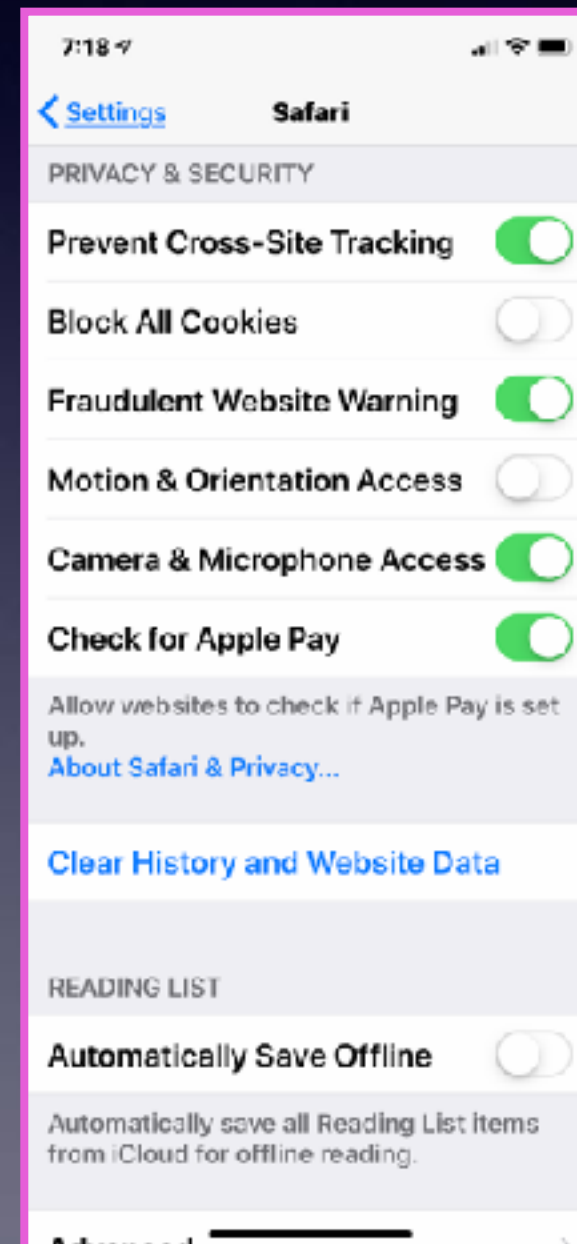 7:18
Settings
Safari
PRIVACY & SECURITY
Prevent Cross-Site Tracking
Block All Cookies
Fraudulent Website Warning
Motion & Orientation Access
Camera & Microphone Access
Check for Apple Pay
Allow websites to check if Apple Pay is set
up.
About Safari & Privacy...
Clear History and Website Data
READING LIST
Automatically Save Offline
Automatically save all Reading List items
from iCloud for offline reading.
Advanced